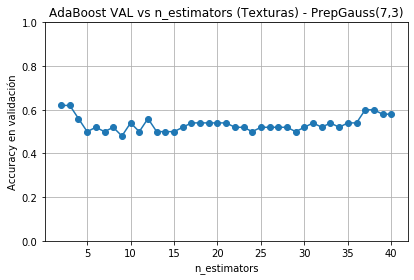 AdaBoost VAL vs n_estimators (Texturas) - PrepGauss(7,3)
1.0
0.8
0.6
0.4
0.2
0.0
Accuracy en validación
5 10 15 20 25 30 35 40
n_estimators